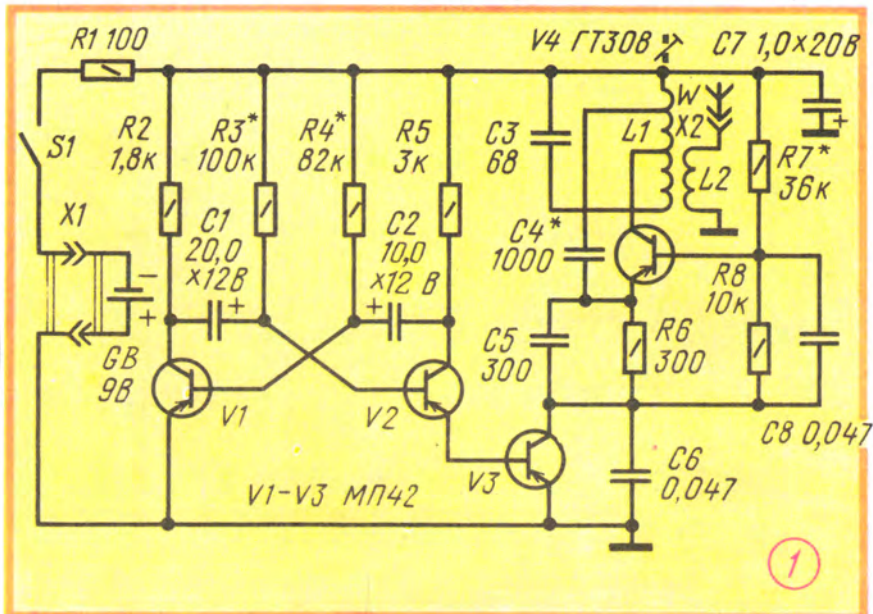 R1 100
V4 ГТ308
C7 1,0×20В
S1
R2
1,8к
R3*
100к
R4*
82к
R5
3к
C3
68
L1
W
X2
L2
R7*
36к
X1
C1
20,0
×12В
+
C2
10,0
×12 В
+
C4*
1000
R8
10к
+
−
+
GB
9В
C5
300
R6
300
V1
V2
C8 0,047
V3
C6
0,047
V1-V3 МП42
1